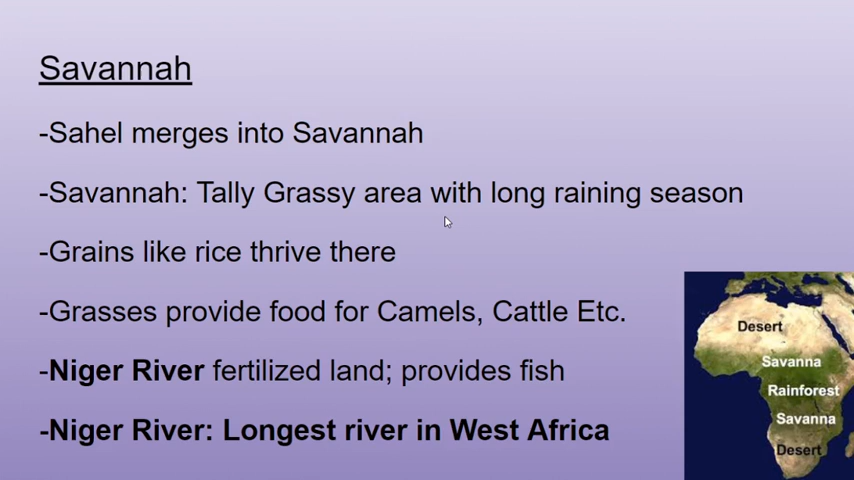 Savannah
-Sahel merges into Savannah
-Savannah: Tally Grassy area with long raining season
-Grains like rice thrive there
-Grasses provide food for Camels, Cattle Etc.
-Niger River fertilized land; provides fish
-Niger River: Longest river in West Africa
Desert
Savanna
Rainforest
Savanna
Desert